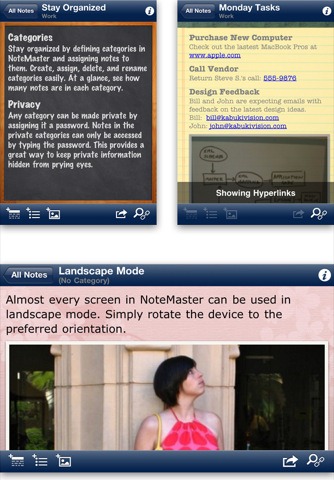 All Notes
Stay Organized
Work
Categories
Stay organized by defining categories in
NoteMaster and assigning notes to
them. Create, assign, delete, and rename
categories easily. At a glance, see how
many notes are in each category.
Privacy
Any category can be made private by
assigning it a password. Notes in the
private categories can only be accessed
by typing the password. This provides a
great way to keep private information
hidden from prying eyes.
All Notes
Monday Tasks
Work
Purchase New Computer
Check out the lastest MacBook Pros at
www.apple.com
Call Vendor
Return Steve S.'s call: 555-9876
Design Feedback
Bill and John are expecting emails with
feedback on the latest design ideas.
Bill: bill@kabukivision.com
John: john@kabukivision.com
Showing Hyperlinks
All Notes
Landscape Mode
(No Category)
Almost every screen in NoteMaster can be used in
landscape mode. Simply rotate the device to the
preferred orientation.